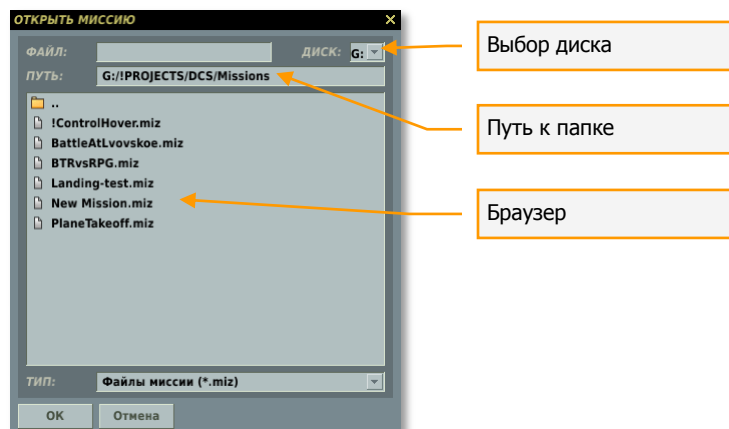 ОТКРЫТЬ МИССИЮ
ФАЙЛ: ДИСК: G:
ПУТЬ: G:/!PROJECTS/DCS/Missions
..
!ControlHover.miz
BattleAtLvovskoe.miz
BTRvsRPG.miz
Landing-test.miz
New Mission.miz
PlaneTakeoff.miz
ТИП: Файлы миссии (*.miz)
ОК Отмена
Выбор диска
Путь к папке
Браузер